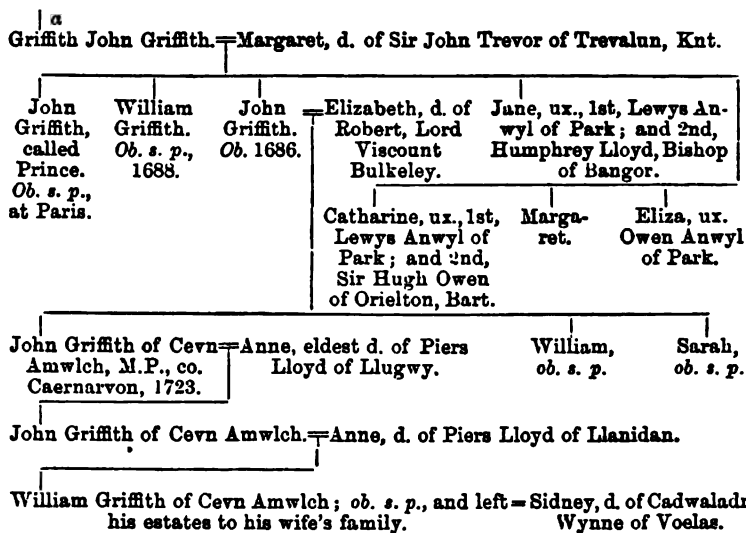 a
Griffith John Griffith.=Margaret, d. of Sir John Trevor of Trevalun, Knt.
John
Griffith,
called
Prince.
Ob. s. p.,
at Paris.
William
Griffith.
Ob. s. p.,
1688.
John
Griffith.
Ob. 1686.
=Elizabeth, d. of
Robert, Lord
Viscount
Bulkeley.
Jane, ux., 1st, Lewys An-
wyl of Park; and 2nd,
Humphrey Lloyd, Bishop
of Bangor.
Catharine, ux., 1st,
Lewys Anwyl of
Park; and 2nd,
Sir Hugh Owen
of Orielton, Bart.
Marga-
ret.
Eliza, ux.
Owen Anwyl
of Park.
John Griffith of Cevn=Anne, eldest d. of Piers
Amwlch, M.P., co.
Caernarvon, 1723.
Lloyd of Llugwy.
William,
ob. s. p.
Sarah,
ob. s. p.
John Griffith of Cevn Amwlch.=Anne, d. of Piers Lloyd of Llanidan.
William Griffith of Cevn Amwlch; ob. s. p., and left=Sidney, d. of Cadwaladr
his estates to his wife's family.
Wynne of Voelas.